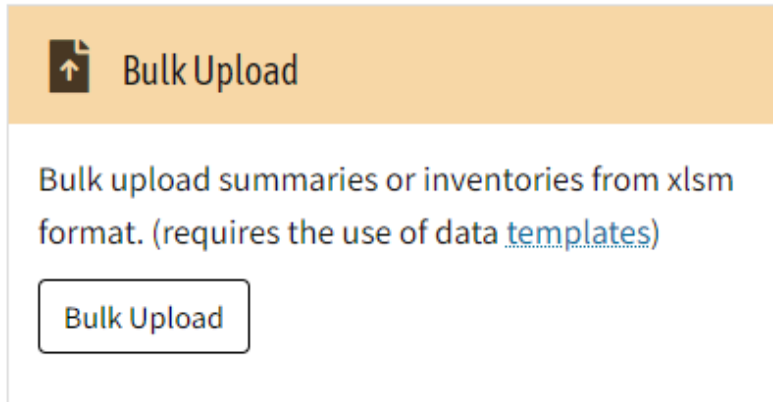 Bulk Upload
Bulk upload summaries or inventories from xlsm
format. (requires the use of data templates)
Bulk Upload